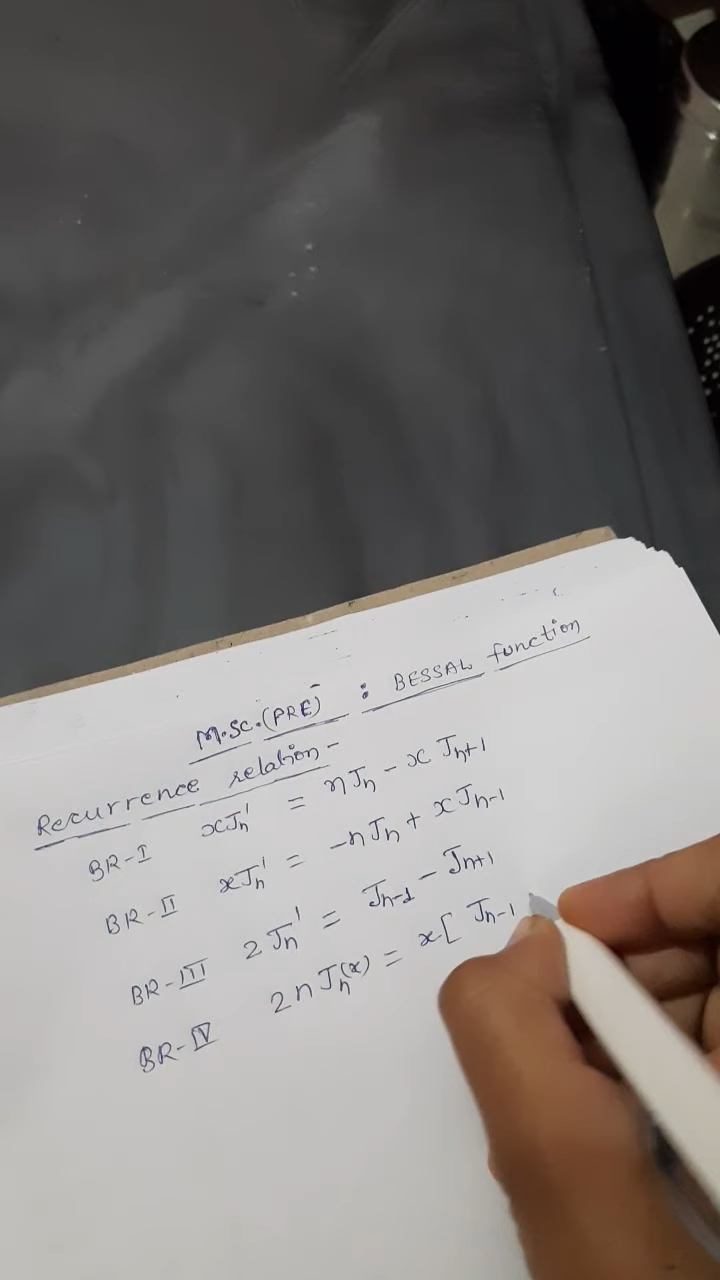 M.SC.(PRE) : BESSAL function
Recurrence relation -
BR-I xJn' = nJn - x Jn+1
BR-II xJn' = -nJn + x Jn-1
BR-III 2Jn' = Jn-1 - Jn+1
BR-IV 2nJn(x) = x[ Jn-1